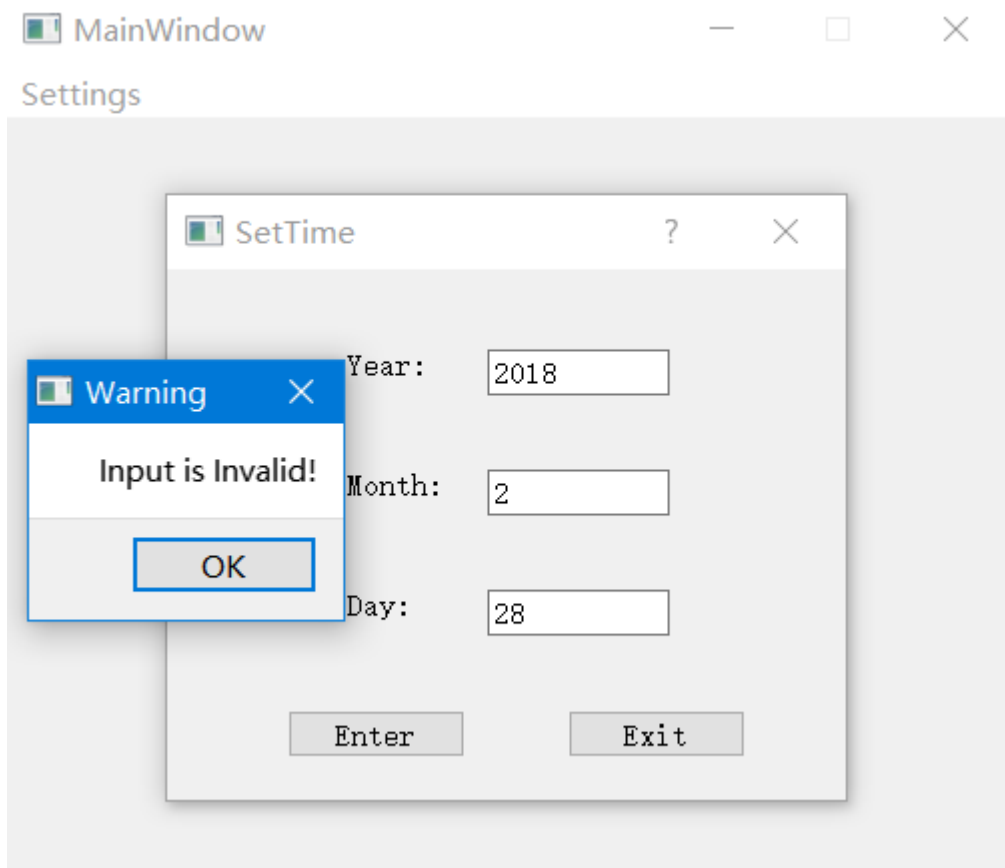 MainWindow
Settings
SetTime
?
Year:
2018
Warning
Input is Invalid!
Month:
2
OK
Day:
28
Enter
Exit